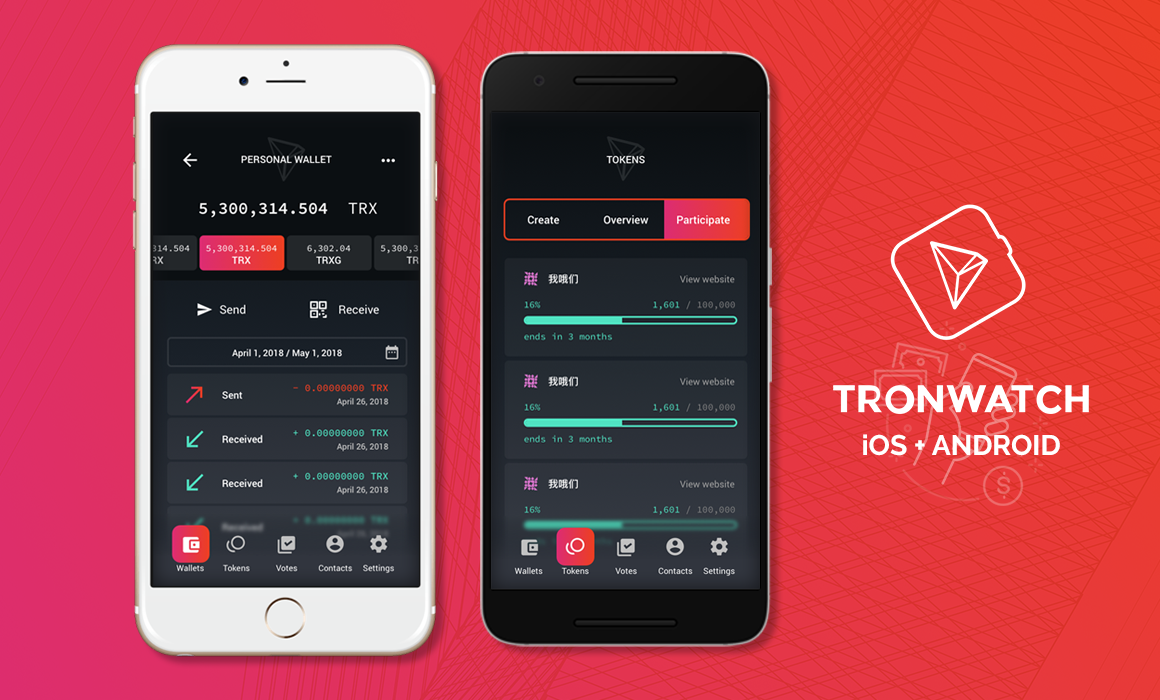 PERSONAL WALLET
5,300,314.504 TRX
314.504
RX
5,300,314.504
TRX
6,302.04
TRXG
5,300,3
TR
Send
Receive
April 1, 2018 / May 1, 2018
Sent
- 0.00000000 TRX
April 26, 2018
Received
+ 0.00000000 TRX
April 26, 2018
Received
+ 0.00000000 TRX
April 26, 2018
Received
Wallets
Tokens
Votes
Contacts
Settings
TOKENS
Create
Overview
Participate
我哦们
View website
16%
1,601 / 100,000
ends in 3 months
我哦们
View website
16%
1,601 / 100,000
ends in 3 months
我哦们
View website
16%
1,601 / 100,000
Wallets
Tokens
Votes
Contacts
Settings
TRONWATCH
iOS + ANDROID